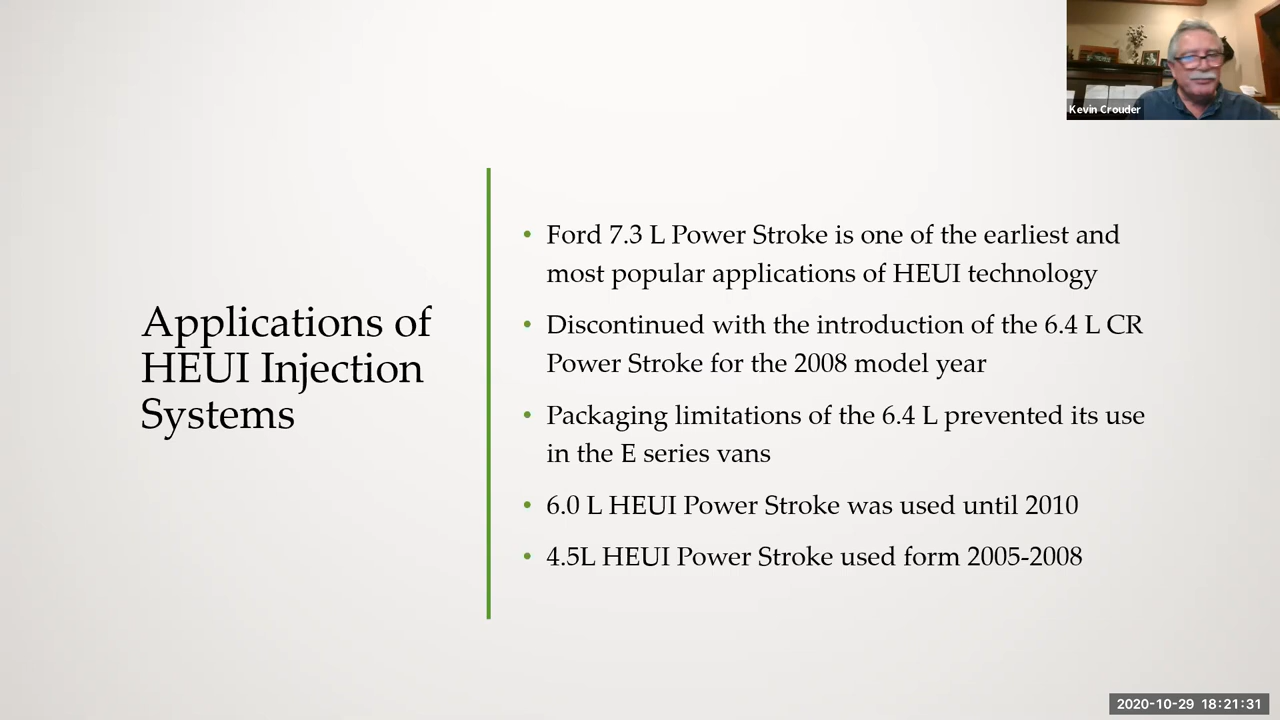 Kevin Crouder
Applications of
HEUI Injection
Systems
• Ford 7.3 L Power Stroke is one of the earliest and
most popular applications of HEUI technology
• Discontinued with the introduction of the 6.4 L CR
Power Stroke for the 2008 model year
• Packaging limitations of the 6.4 L prevented its use
in the E series vans
• 6.0 L HEUI Power Stroke was used until 2010
• 4.5L HEUI Power Stroke used form 2005-2008
2020-10-29 18:21:31